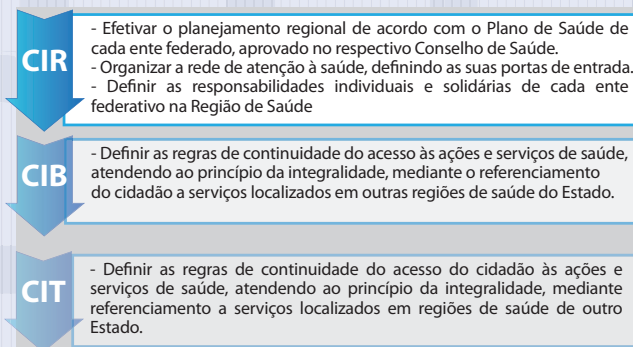 CIR
- Efetivar o planejamento regional de acordo com o Plano de Saúde de
cada ente federado, aprovado no respectivo Conselho de Saúde.
- Organizar a rede de atenção à saúde, definindo as suas portas de entrada.
- Definir as responsabilidades individuais e solidárias de cada ente
federativo na Região de Saúde
CIB
- Definir as regras de continuidade do acesso às ações e serviços de saúde,
atendendo ao princípio da integralidade, mediante o referenciamento
do cidadão a serviços localizados em outras regiões de saúde do Estado.
CIT
- Definir as regras de continuidade do acesso do cidadão às ações e
serviços de saúde, atendendo ao princípio da integralidade, mediante
referenciamento a serviços localizados em regiões de saúde de outro
Estado.